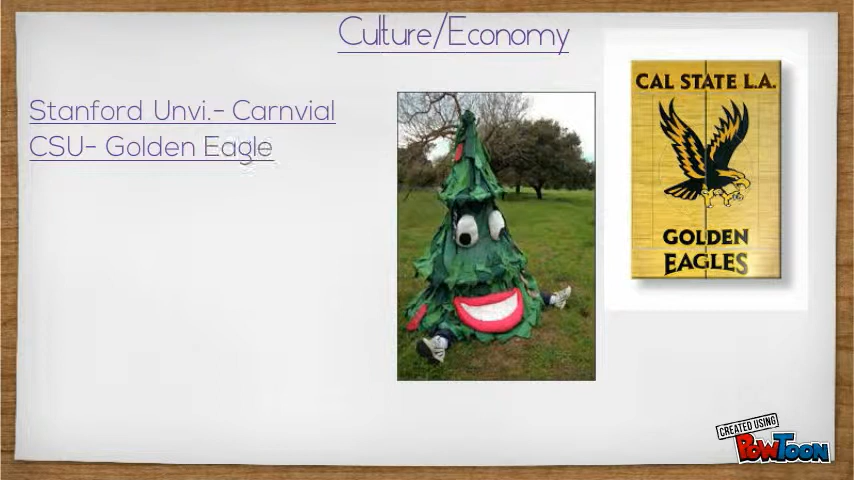 Culture/Economy
Stanford Unvi.- Carnvial
CSU- Golden Eagle
CAL STATE L.A.
GOLDEN
EAGLES
CREATED USING
POWTOON